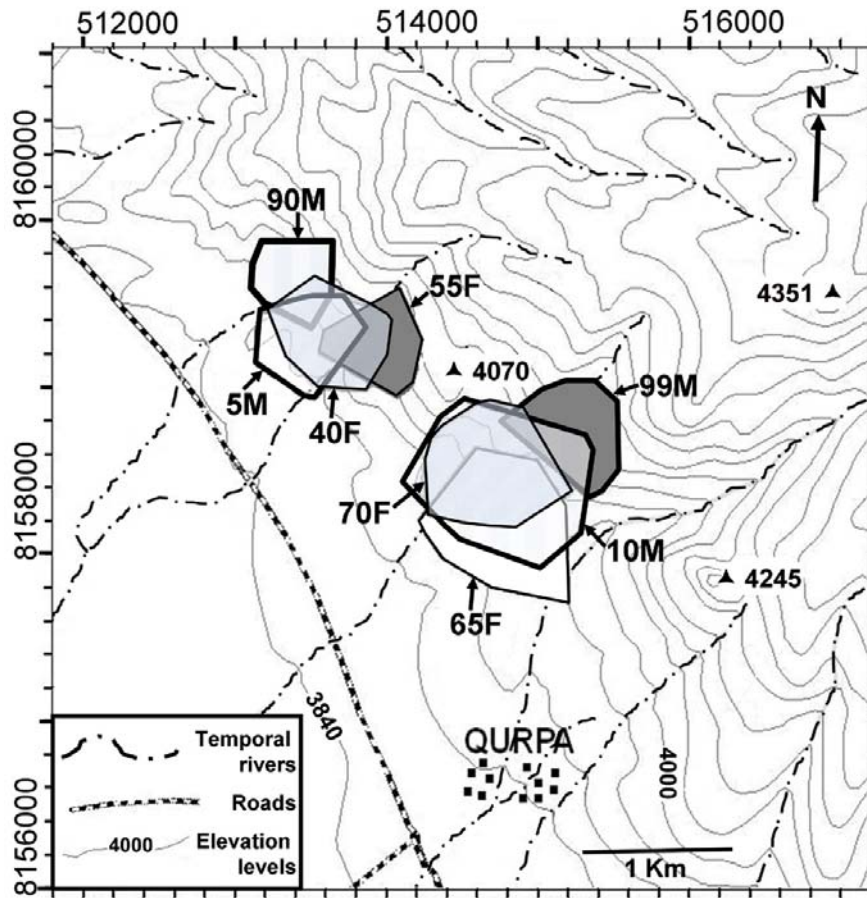 512000
514000
516000
N
8160000
90M
55F
4351
4070
99M
5M
40F
8158000
70F
10M
4245
65F
3840
QURPA
4000
Temporal
rivers
Roads
4000
Elevation
levels
8156000
1 Km